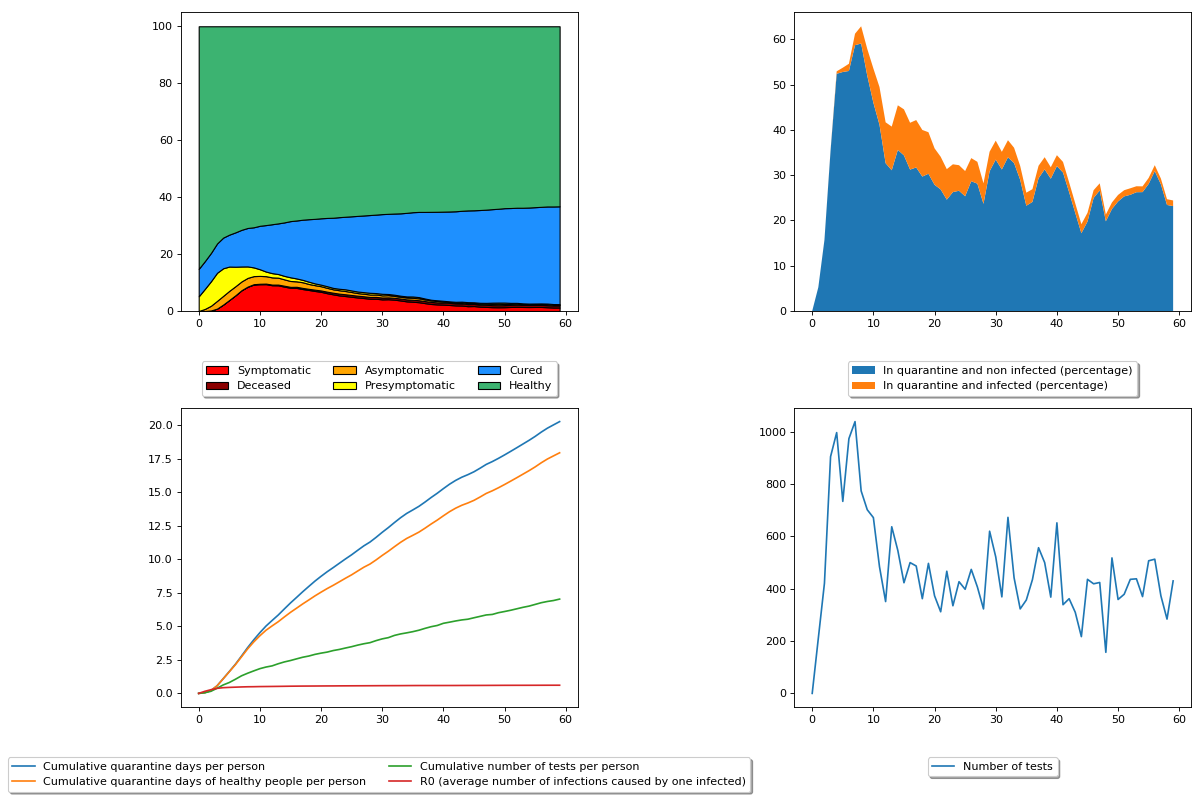 100
80
60
40
20
0
0 10 20 30 40 50 60
Symptomatic Asymptomatic Cured
Deceased Presymptomatic Healthy
60
50
40
30
20
10
0
0 10 20 30 40 50 60
In quarantine and non infected (percentage)
In quarantine and infected (percentage)
20.0
17.5
15.0
12.5
10.0
7.5
5.0
2.5
0.0
0 10 20 30 40 50 60
Cumulative quarantine days per person Cumulative number of tests per person
Cumulative quarantine days of healthy people per person R0 (average number of infections caused by one infected)
1000
800
600
400
200
0
0 10 20 30 40 50 60
Number of tests